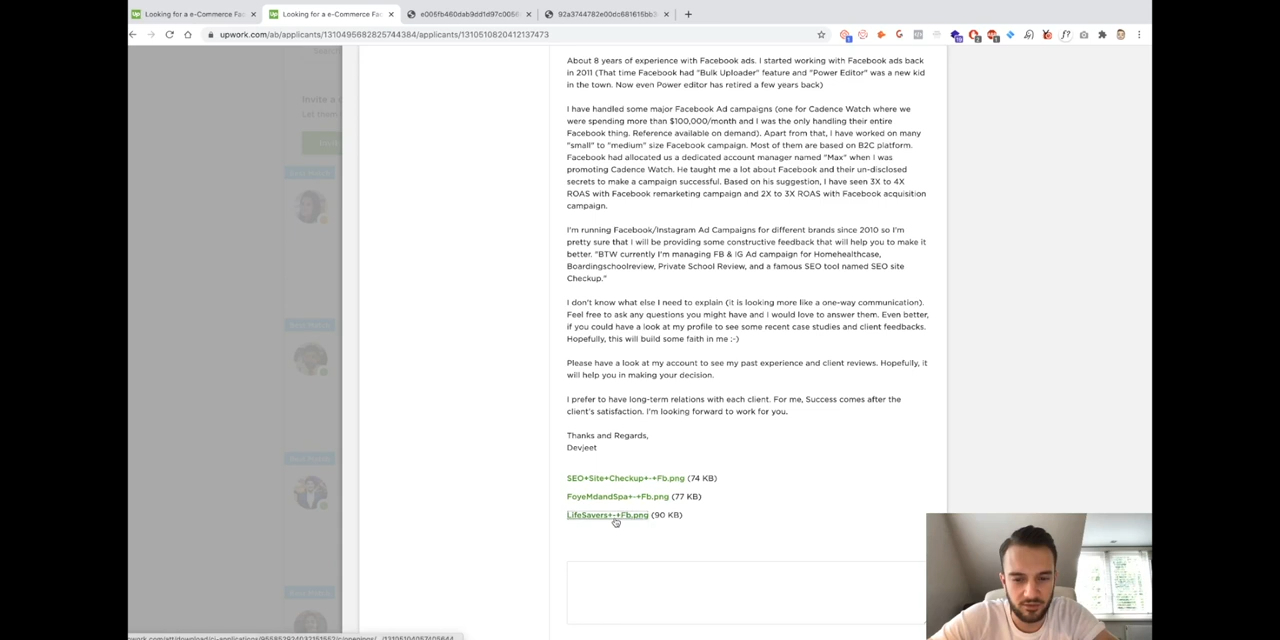 Looking for a e-Commerce Fac
Looking for a e-Commerce Fac
upwork.com/ab/applicants/1310495682825744384/applicants/1310510820412137473
Invite a
About 8 years of experience with Facebook ads. I started working with Facebook ads back
in 2011 (That time Facebook had "Bulk Uploader" feature and "Power Editor" was a new kid
in the town. Now even Power editor has retired a few years back)
I have handled some major Facebook Ad campaigns (one for Cadence Watch where we
were spending more than $100,000/month and I was the only handling their entire
Facebook thing. Reference available on demand). Apart from that, I have worked on many
"small" to "medium" size Facebook campaign. Most of them are based on B2C platform.
Facebook had allocated us a dedicated account manager named "Max" when I was
promoting Cadence Watch. He taught me a lot about Facebook and their un-disclosed
secrets to make a campaign successful. Based on his suggestion, I have seen 3X to 4X
ROAS with Facebook remarketing campaign and 2X to 3X ROAS with Facebook acquisition
campaign.
I'm running Facebook/Instagram Ad Campaigns for different brands since 2010 so I'm
pretty sure that I will be providing some constructive feedback that will help you to make it
better. "BTW currently I'm managing FB & IG Ad campaign for Homehealthcase,
Boardingschoolreview, Private School Review, and a famous SEO tool named SEO site
Checkup."
I don't know what else I need to explain (it is looking more like a one-way communication).
Feel free to ask any questions you might have and I would love to answer them. Even better,
if you could have a look at my profile to see some recent case studies and client feedbacks.
Hopefully, this will build some faith in me ;-)
Please have a look at my account to see my past experience and client reviews. Hopefully, it
will help you in making your decision.
I prefer to have long-term relations with each client. For me, Success comes after the
client's satisfaction. I'm looking forward to work for you.
Thanks and Regards,
Devjeet
SEO+Site+Checkup+-+Fb.png (74 KB)
FoyeMdandSpa+-+Fb.png (77 KB)
LifeSavers+-+Fb.png (90 KB)